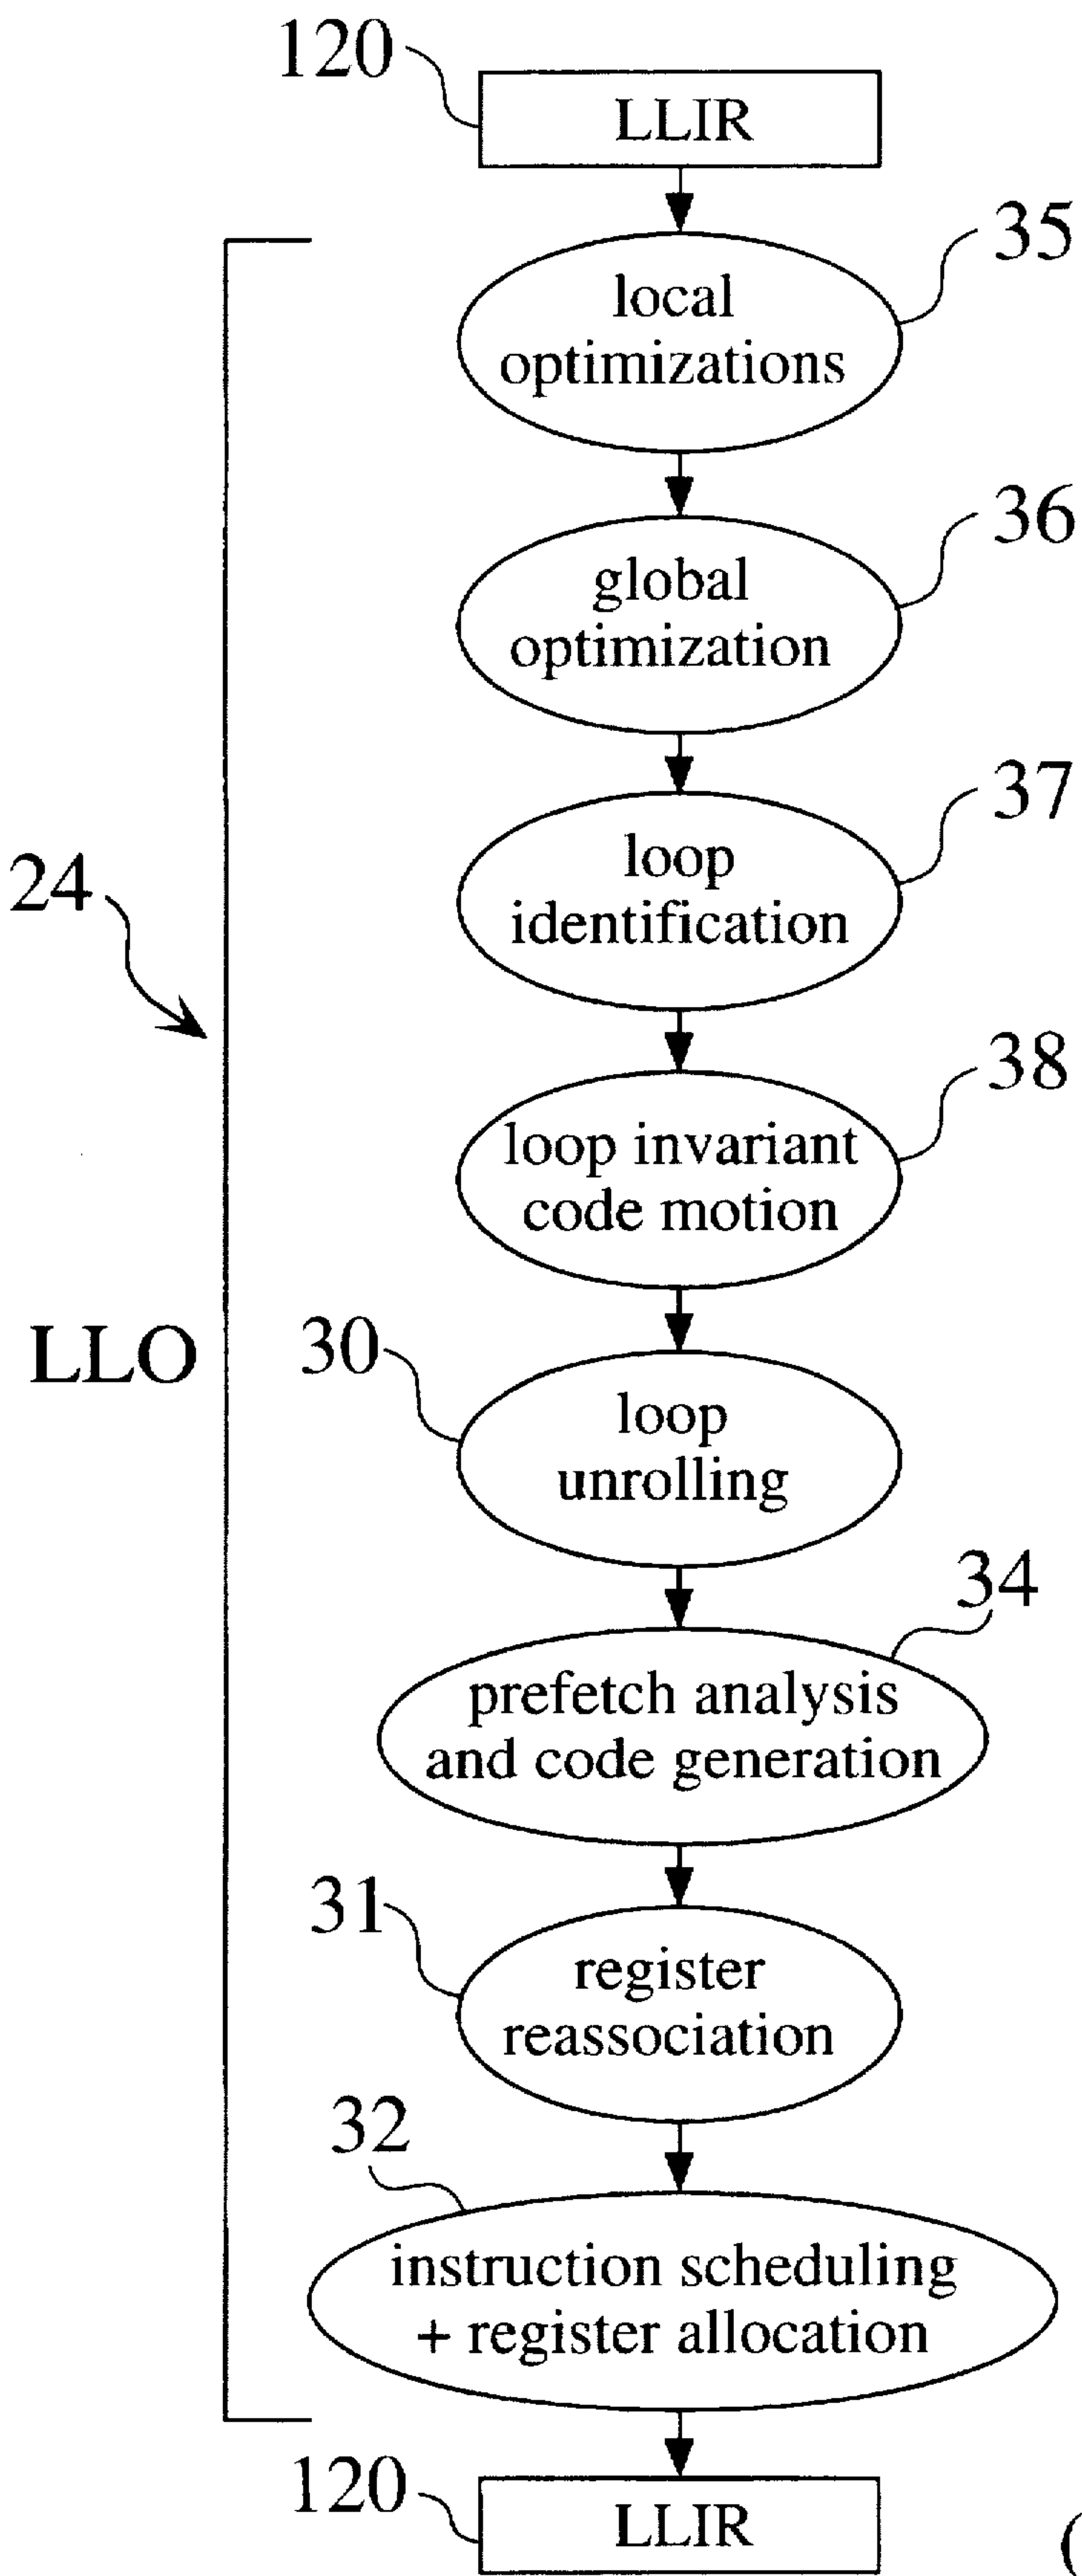 120
LLIR
35
local
optimizations
36
global
optimization
37
loop
identification
24
38
loop invariant
code motion
LLO
30
loop
unrolling
34
prefetch analysis
and code generation
31
register
reassociation
32
instruction scheduling
+ register allocation
120
LLIR
(